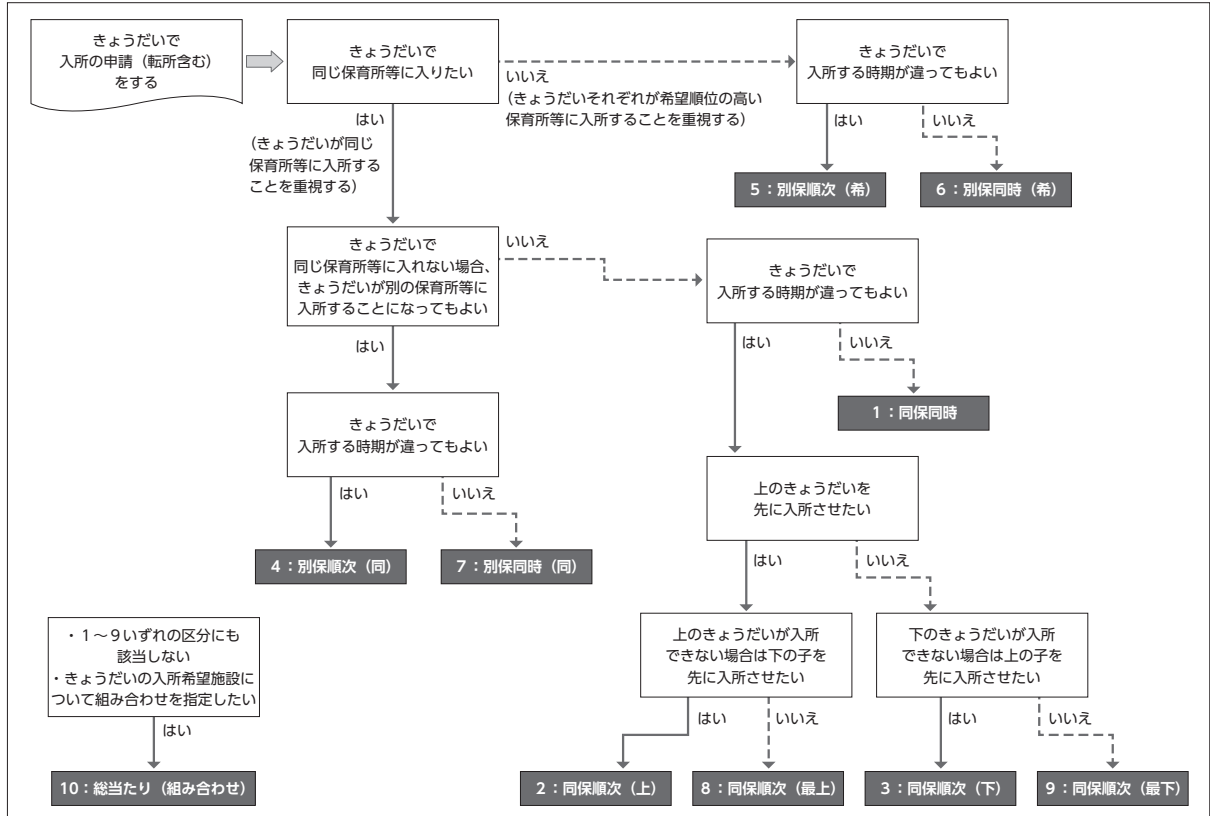 きょうだいで
入所の申請（転所含む）
をする
きょうだいで
同じ保育所等に入りたい
いいえ
（きょうだいそれぞれが希望順位の高い
保育所等に入所することを重視する）
きょうだいで
入所する時期が違ってもよい
はい
いいえ
5：別保順次（希）
6：別保同時（希）
はい
（きょうだいが同じ
保育所等に入所する
ことを重視する）
きょうだいで
同じ保育所等に入れない場合、
きょうだいが別の保育所等に
入所することになってもよい
いいえ
きょうだいで
入所する時期が違ってもよい
はい
いいえ
1：同保同時
はい
きょうだいで
入所する時期が違ってもよい
はい
いいえ
4：別保順次（同）
7：別保同時（同）
上のきょうだいを
先に入所させたい
はい
いいえ
上のきょうだいが入所
できない場合は下の子を
先に入所させたい
はい
いいえ
2：同保順次（上）
8：同保順次（最上）
下のきょうだいが入所
できない場合は上の子を
先に入所させたい
はい
いいえ
3：同保順次（下）
9：同保順次（最下）
・１～９いずれの区分にも
該当しない
・きょうだいの入所希望施設に
ついて組み合わせを指定したい
はい
10：総当たり（組み合わせ）